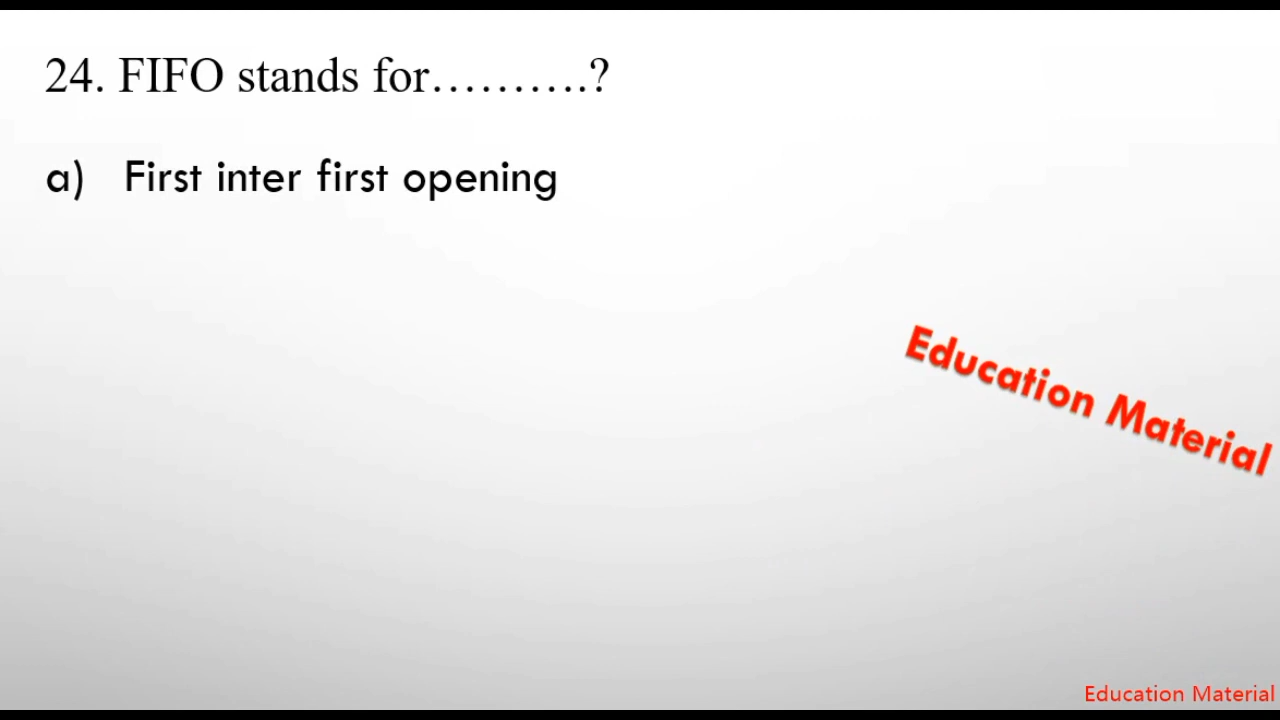 24. FIFO stands for……….?
a) First inter first opening
Education Material
Education Material